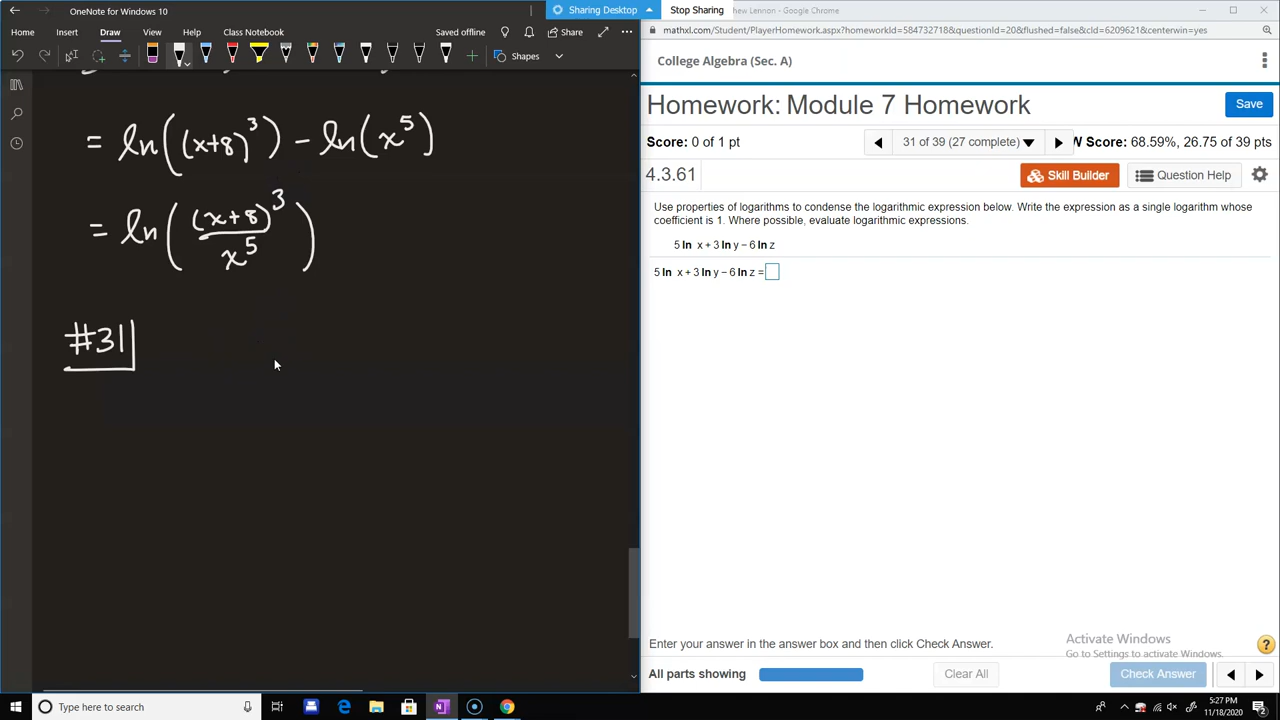 OneNote for Windows 10
Sharing Desktop
Stop Sharing
hew Lennon - Google Chrome
Home Insert Draw View Help Class Notebook Saved offline Share
mathxl.com/Student/PlayerHomework.aspx?homeworkId=584732718&questionId=20&flushed=false&cId=6209621&centerwin=yes
Shapes
College Algebra (Sec. A)
Homework: Module 7 Homework
Save
Score: 0 of 1 pt
31 of 39 (27 complete)
W Score: 68.59%, 26.75 of 39 pts
4.3.61
Skill Builder
Question Help
= ln((x+8)^3) - ln(x^5)
= ln((x+8)^3/x^5)
#31
Use properties of logarithms to condense the logarithmic expression below. Write the expression as a single logarithm whose
coefficient is 1. Where possible, evaluate logarithmic expressions.
5 ln x + 3 ln y − 6 ln z
5 ln x + 3 ln y − 6 ln z =
Enter your answer in the answer box and then click Check Answer.
Activate Windows
Go to Settings to activate Windows.
All parts showing
Clear All
Check Answer
Type here to search
5:27 PM
11/18/2020